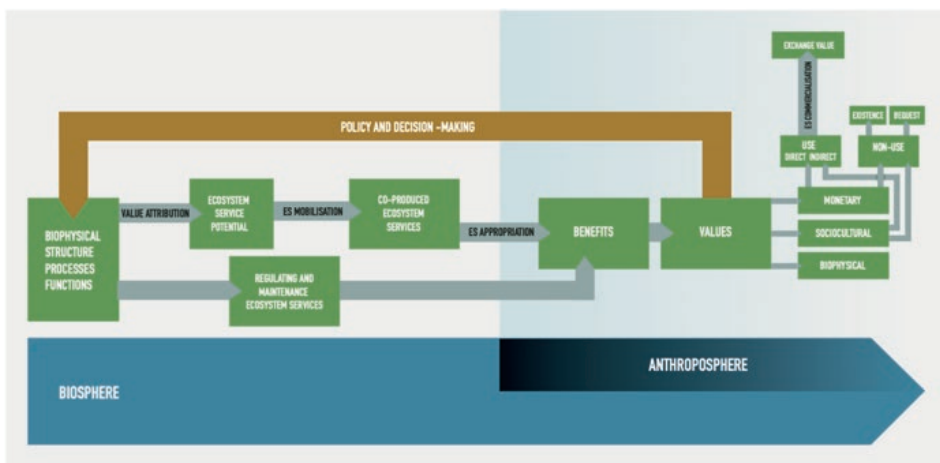 EXCHANGE VALUE
ES COMMERCIALISATION
EXISTENCE
BEQUEST
POLICY AND DECISION -MAKING
USE
DIRECT INDIRECT
NON-USE
BIOPHYSICAL
STRUCTURE
PROCESSES
FUNCTIONS
VALUE ATTRIBUTION
ECOSYSTEM
SERVICE
POTENTIAL
ES MOBILISATION
CO-PRODUCED
ECOSYSTEM
SERVICES
ES APPROPRIATION
BENEFITS
VALUES
MONETARY
SOCIOCULTURAL
BIOPHYSICAL
REGULATING AND
MAINTENANCE
ECOSYSTEM SERVICES
ANTHROPOSPHERE
BIOSPHERE